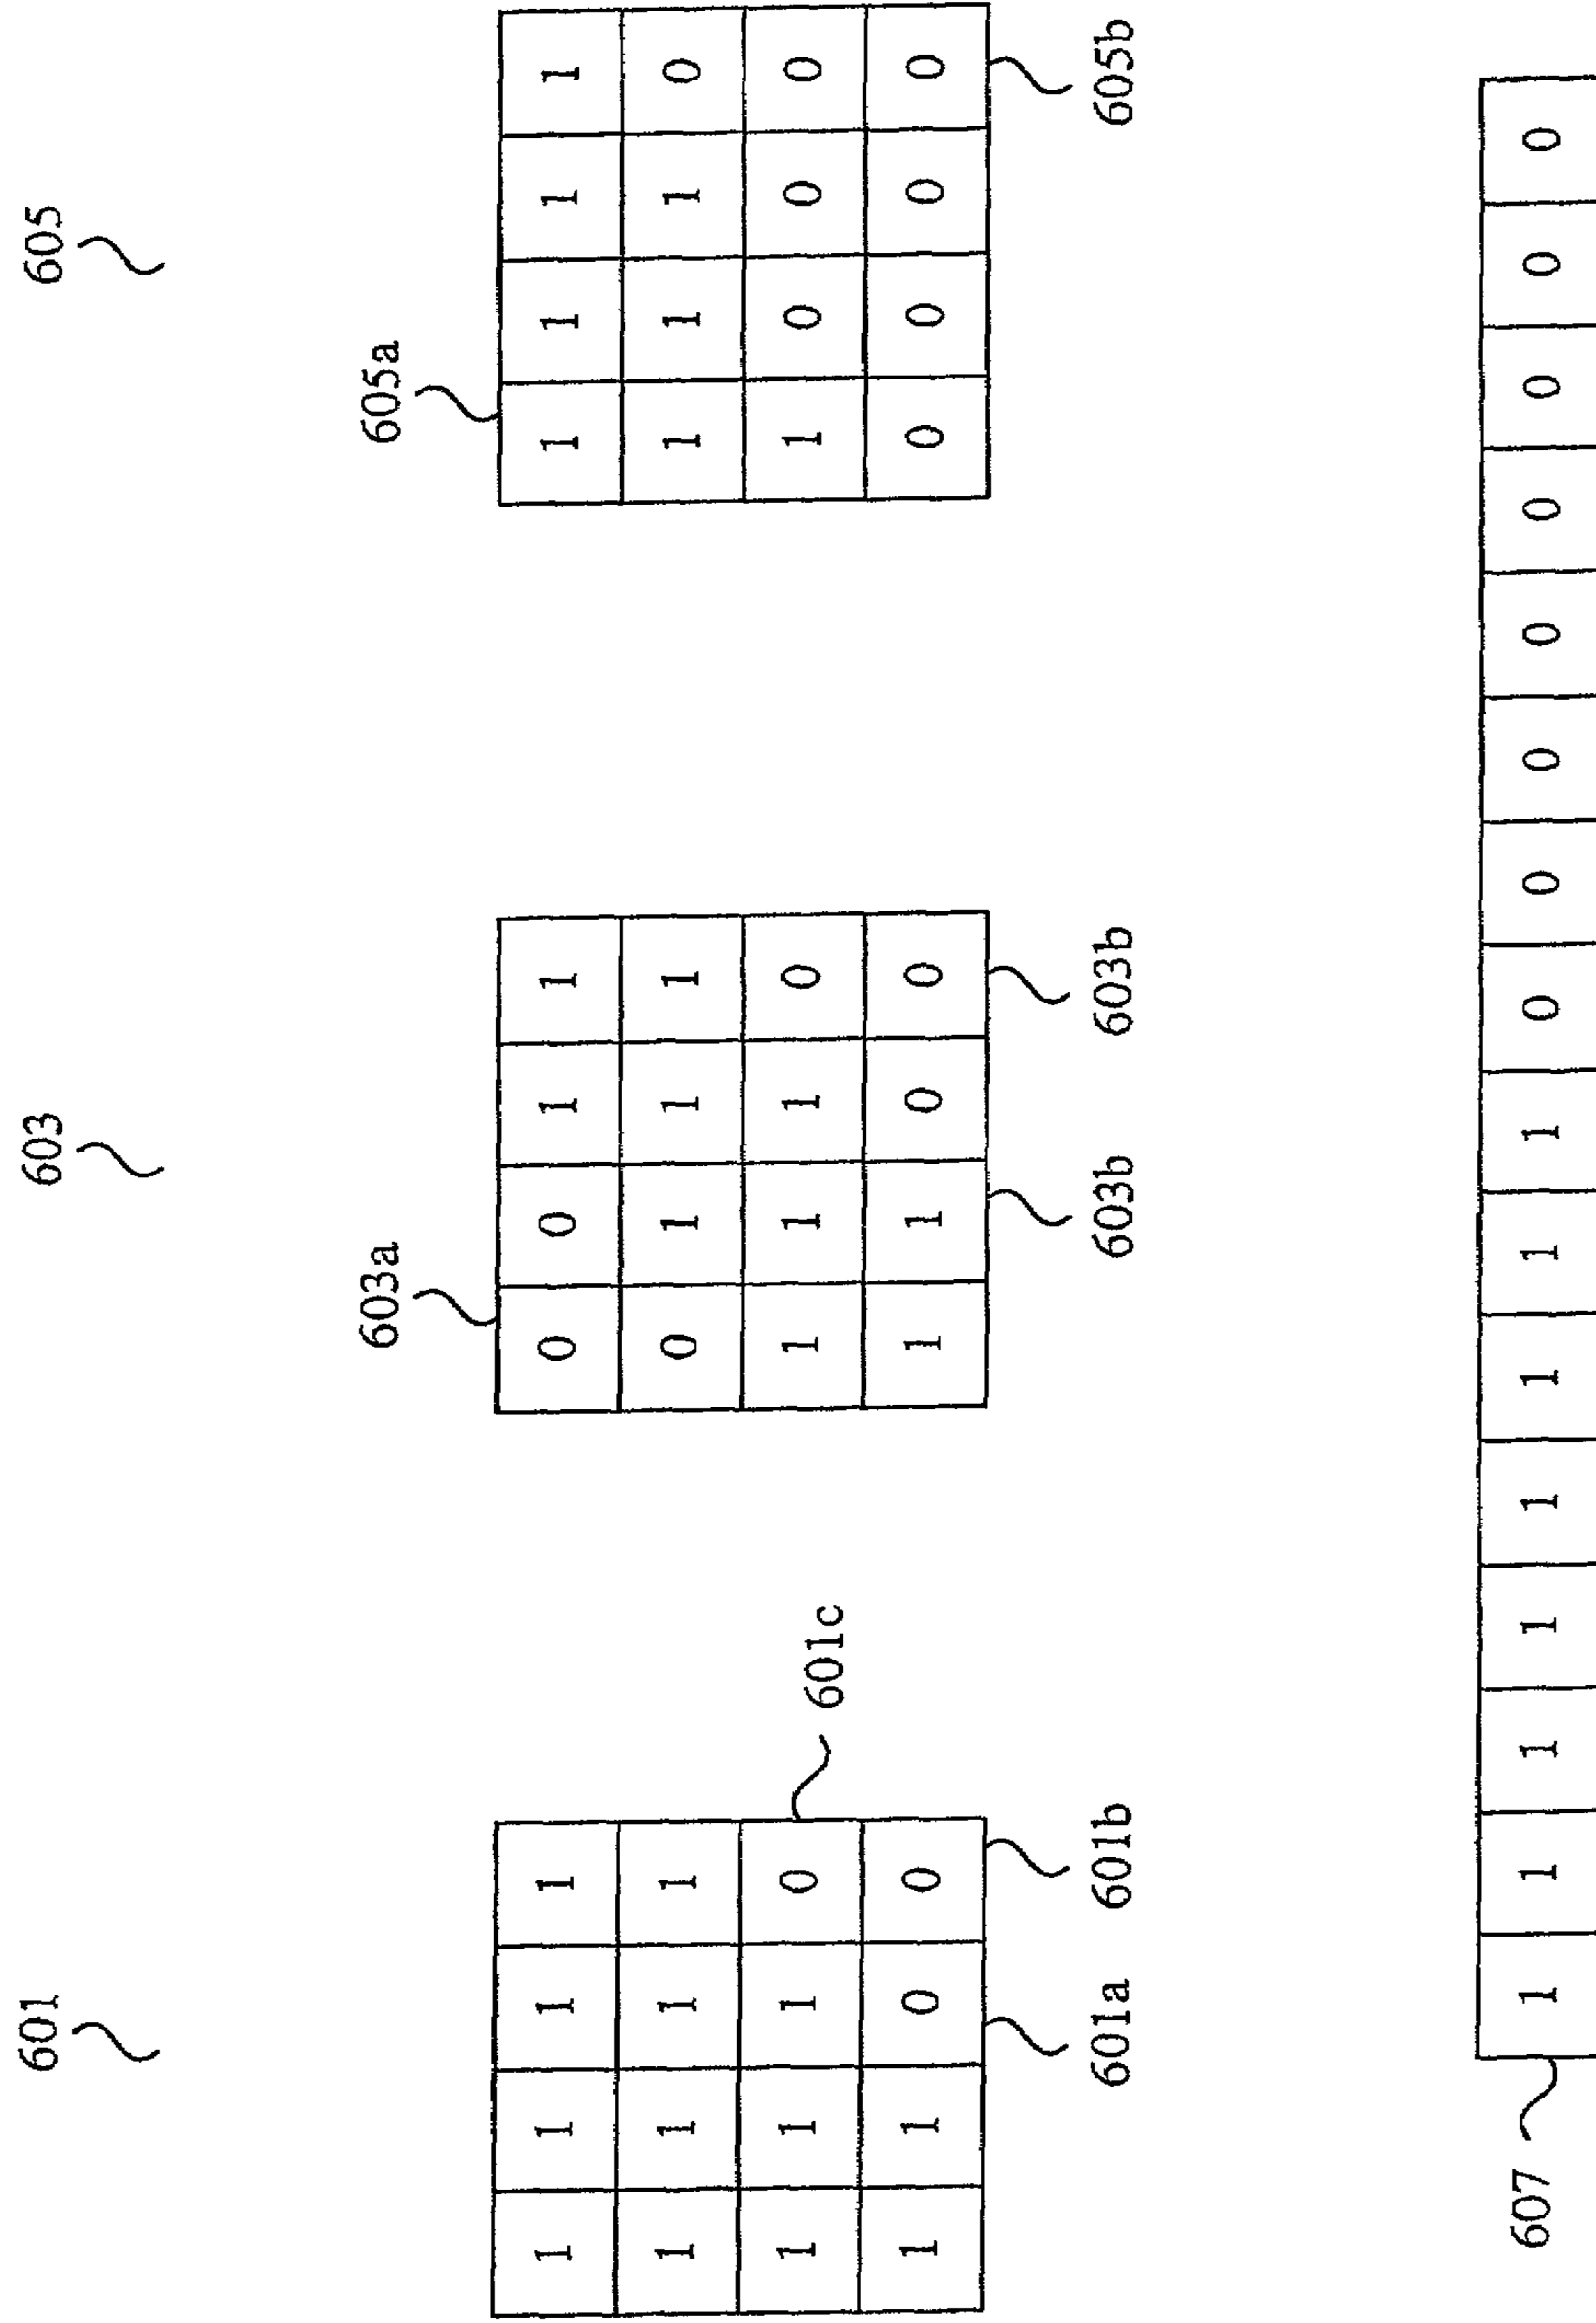 601 603 605
603a 605a
1 1 1 1 0 0 1 1 1 1 1 1
1 1 1 1 0 1 1 1 1 1 1 0
1 1 1 0 601c 1 1 1 0 1 0 0 0
1 1 0 0 1 1 0 0 0 0 0 0
601a 601b 603b 603b 605b
607 1 1 1 1 1 1 1 1 0 0 0 0 0 0 0 0